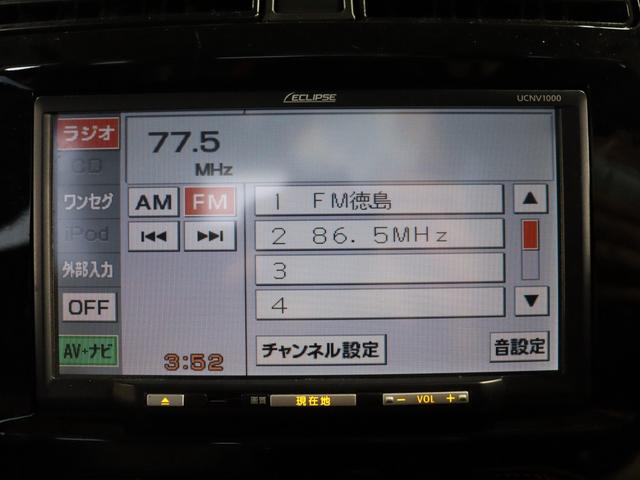 ECLIPSE
UCNV1000
ラジオ
77.5
MHz
CD
ワンセグ
AM
FM
1 FM徳島
▲
iPod
|◀◀
▶▶|
2 86.5MHz
外部入力
3
OFF
4
▼
AV+ナビ
3:52
チャンネル設定
音設定
画質
現在地
− VOL +